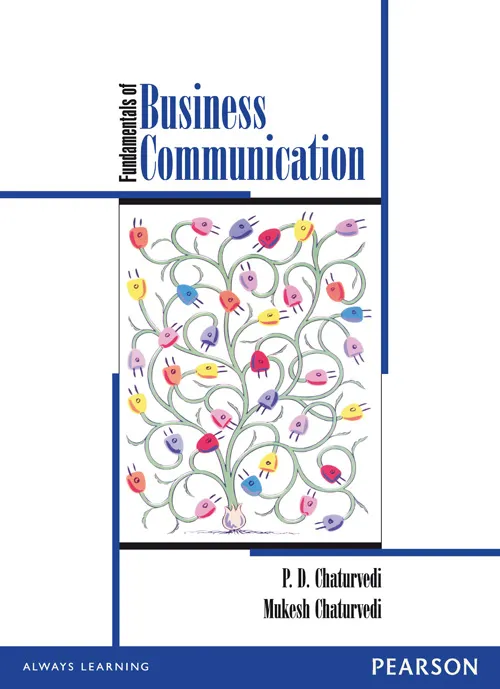 Fundamentals of
Business
Communication
P. D. Chaturvedi
Mukesh Chaturvedi
ALWAYS LEARNING
PEARSON